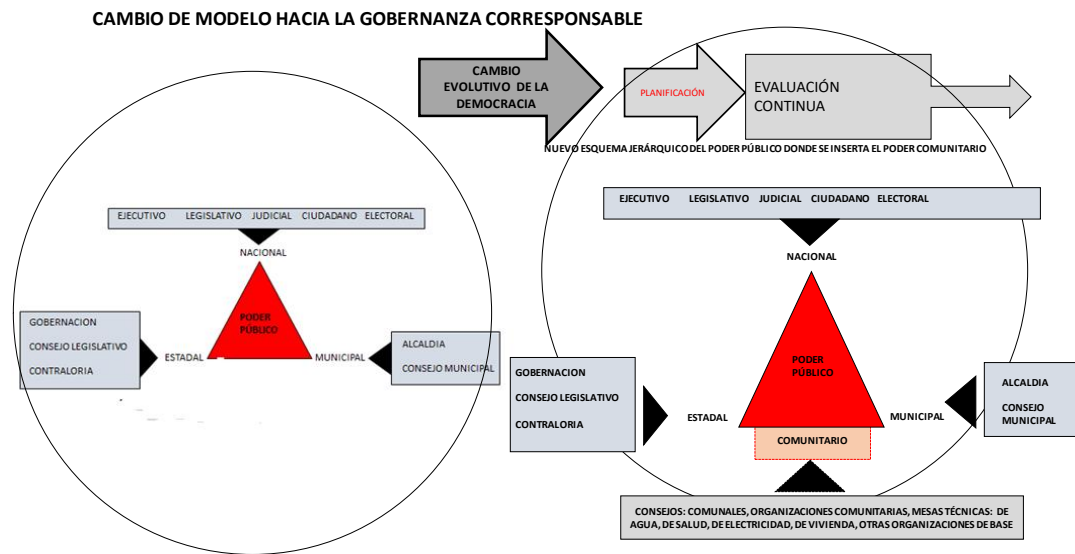 CAMBIO DE MODELO HACIA LA GOBERNANZA CORRESPONSABLE
CAMBIO
EVOLUTIVO DE LA
DEMOCRACIA
PLANIFICACIÓN
EVALUACIÓN
CONTINUA
NUEVO ESQUEMA JERÁRQUICO DEL PODER PÚBLICO DONDE SE INSERTA EL PODER COMUNITARIO
EJECUTIVO LEGISLATIVO JUDICIAL CIUDADANO ELECTORAL
NACIONAL
PODER
PÚBLICO
GOBERNACION
CONSEJO LEGISLATIVO
CONTRALORIA
ESTADAL
MUNICIPAL
ALCALDIA
CONSEJO MUNICIPAL
EJECUTIVO LEGISLATIVO JUDICIAL CIUDADANO ELECTORAL
NACIONAL
PODER
PÚBLICO
GOBERNACION
CONSEJO LEGISLATIVO
CONTRALORIA
ESTADAL
MUNICIPAL
ALCALDIA
CONSEJO
MUNICIPAL
COMUNITARIO
CONSEJOS: COMUNALES, ORGANIZACIONES COMUNITARIAS, MESAS TÉCNICAS: DE
AGUA, DE SALUD, DE ELECTRICIDAD, DE VIVIENDA, OTRAS ORGANIZACIONES DE BASE